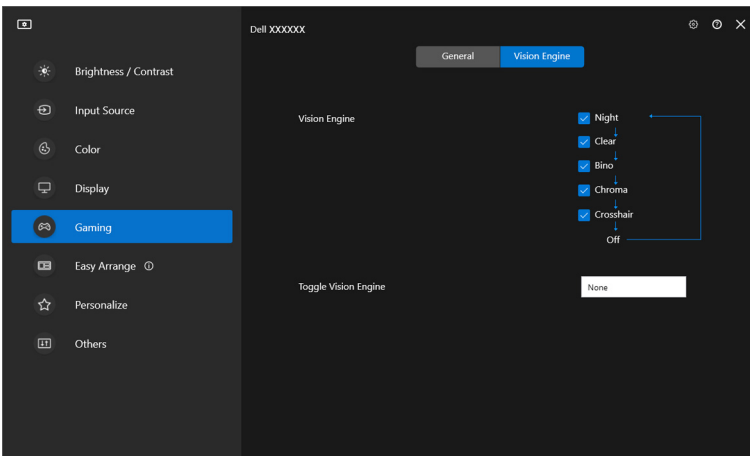 Dell XXXXXX
Brightness / Contrast
Input Source
Color
Display
Gaming
Easy Arrange
Personalize
Others
General
Vision Engine
Vision Engine
Night
Clear
Bino
Chroma
Crosshair
Off
Toggle Vision Engine
None